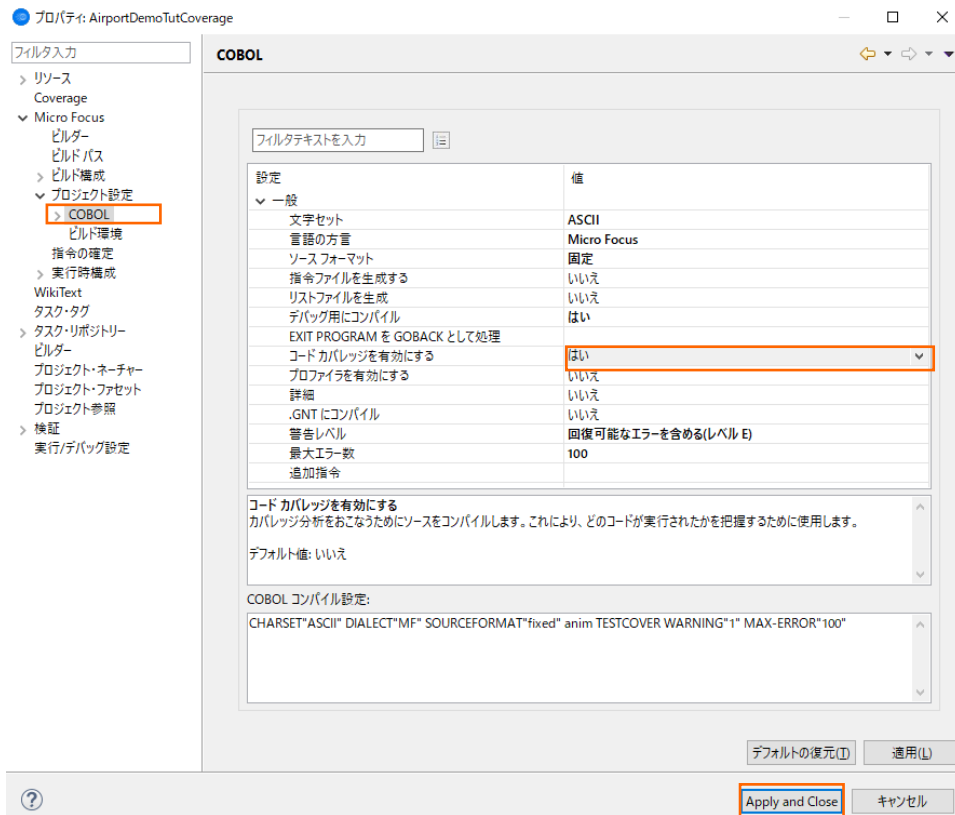 プロパティ: AirportDemoTutCoverage
フィルタ入力
リソース
Coverage
Micro Focus
ビルダー
ビルド パス
ビルド構成
プロジェクト設定
COBOL
ビルド環境
指令の確定
実行時構成
WikiText
タスク・タグ
タスク・リポジトリー
ビルダー
プロジェクト・ネーチャー
プロジェクト・ファセット
プロジェクト参照
検証
実行/デバッグ設定
COBOL
フィルタテキストを入力
設定 値
一般
文字セット ASCII
言語の方言 Micro Focus
ソース フォーマット 固定
指令ファイルを生成する いいえ
リストファイルを生成 いいえ
デバッグ用にコンパイル はい
EXIT PROGRAM を GOBACK として処理
コード カバレッジを有効にする はい
プロファイラを有効にする いいえ
詳細 いいえ
.GNT にコンパイル いいえ
警告レベル 回復可能なエラーを含める(レベル E)
最大エラー数 100
追加指令
コード カバレッジを有効にする
カバレッジ分析をおこなうためにソースをコンパイルします。これにより、どのコードが実行されたかを把握するために使用します。
デフォルト値: いいえ
COBOL コンパイル設定:
CHARSET"ASCII" DIALECT"MF" SOURCEFORMAT"fixed" anim TESTCOVER WARNING"1" MAX-ERROR"100"
デフォルトの復元(T) 適用(L)
Apply and Close キャンセル